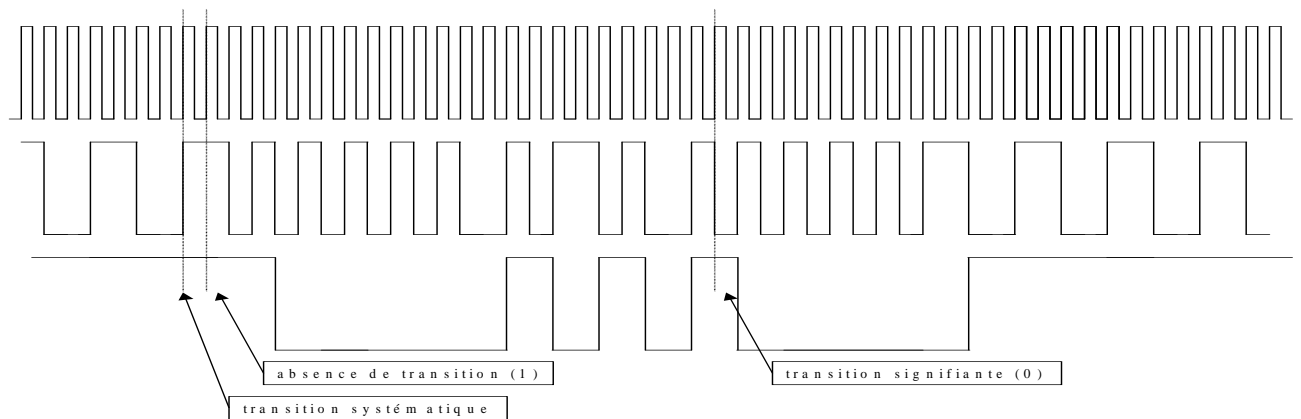 absence de transition (1)
transition signifiante (0)
transition systématique